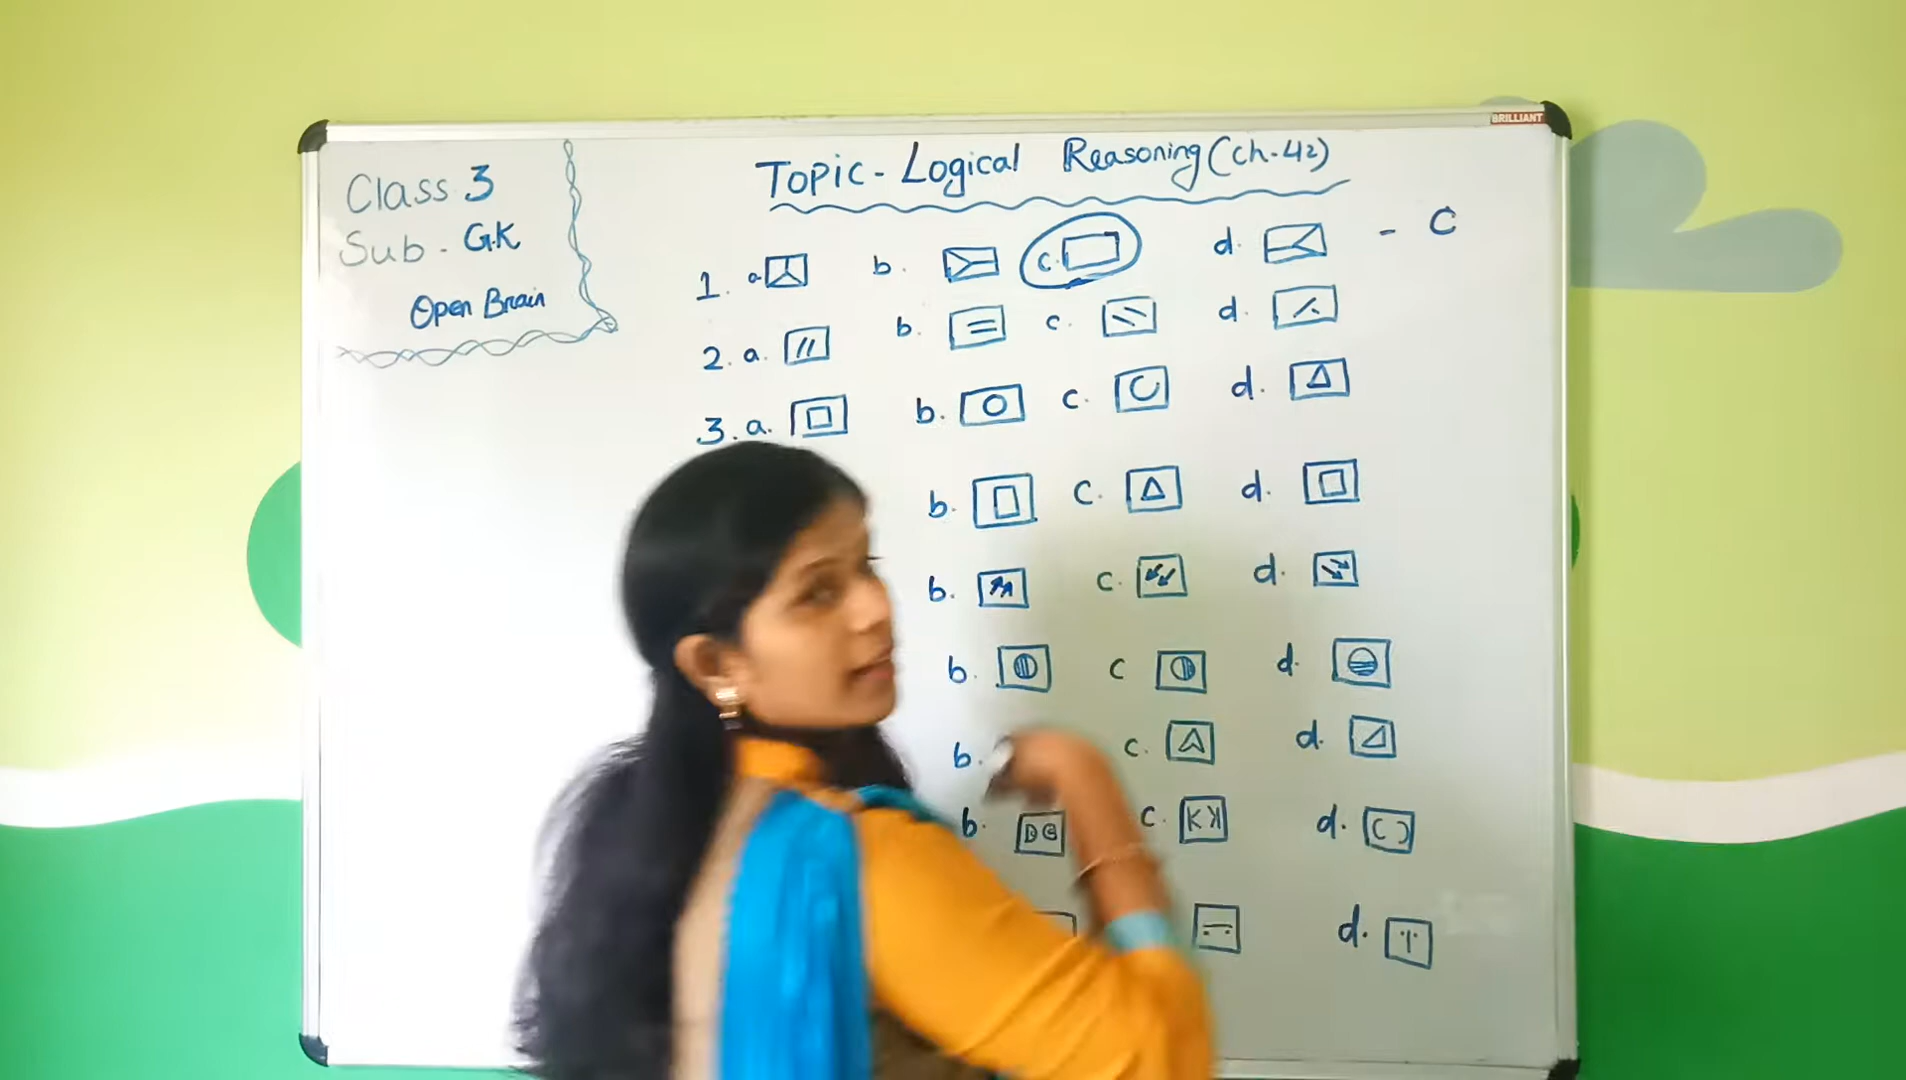 BRILLIANT
Topic - Logical Reasoning (Ch. 42)
Class 3
Sub - G.K
Open Brain
1. a. b. c. d. - C
2. a. b. c. d.
3. a. b. c. d.
b. c. d.
b. c. d.
b. c d.
b. c. d.
b. c. K K d. C
d.